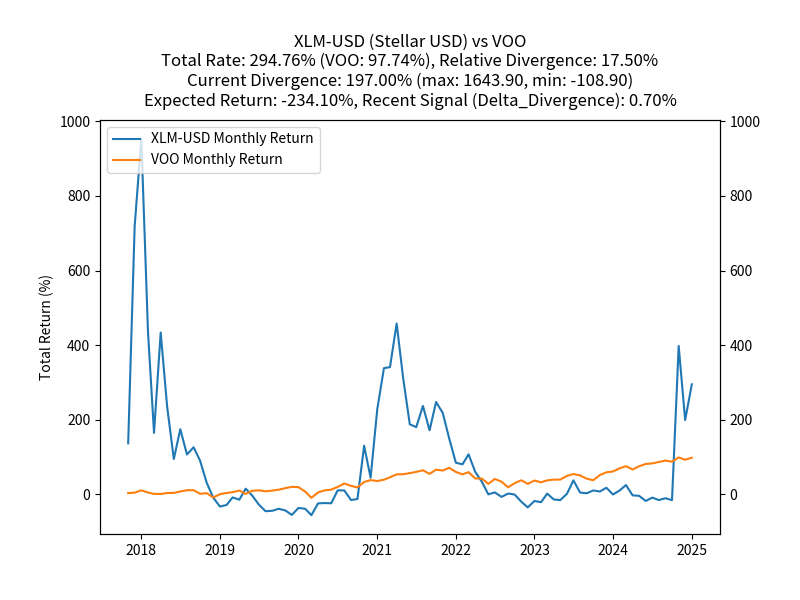 XLM-USD (Stellar USD) vs VOO
Total Rate: 294.76% (VOO: 97.74%), Relative Divergence: 17.50%
Current Divergence: 197.00% (max: 1643.90, min: -108.90)
Expected Return: -234.10%, Recent Signal (Delta_Divergence): 0.70%
XLM-USD Monthly Return
VOO Monthly Return
Total Return (%)
1000
800
600
400
200
0
1000
800
600
400
200
0
2018 2019 2020 2021 2022 2023 2024 2025